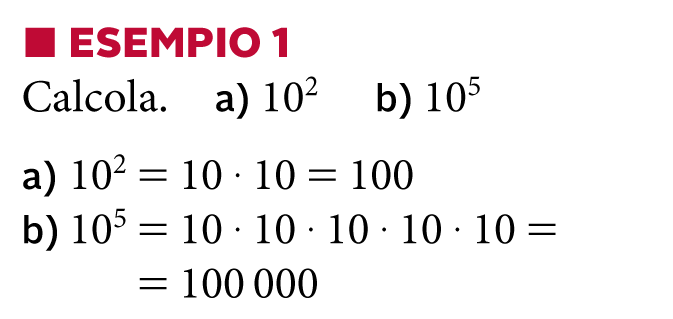 ■ ESEMPIO 1
Calcola. a) 10² b) 10⁵
a) 10² = 10 · 10 = 100
b) 10⁵ = 10 · 10 · 10 · 10 · 10 =
= 100 000